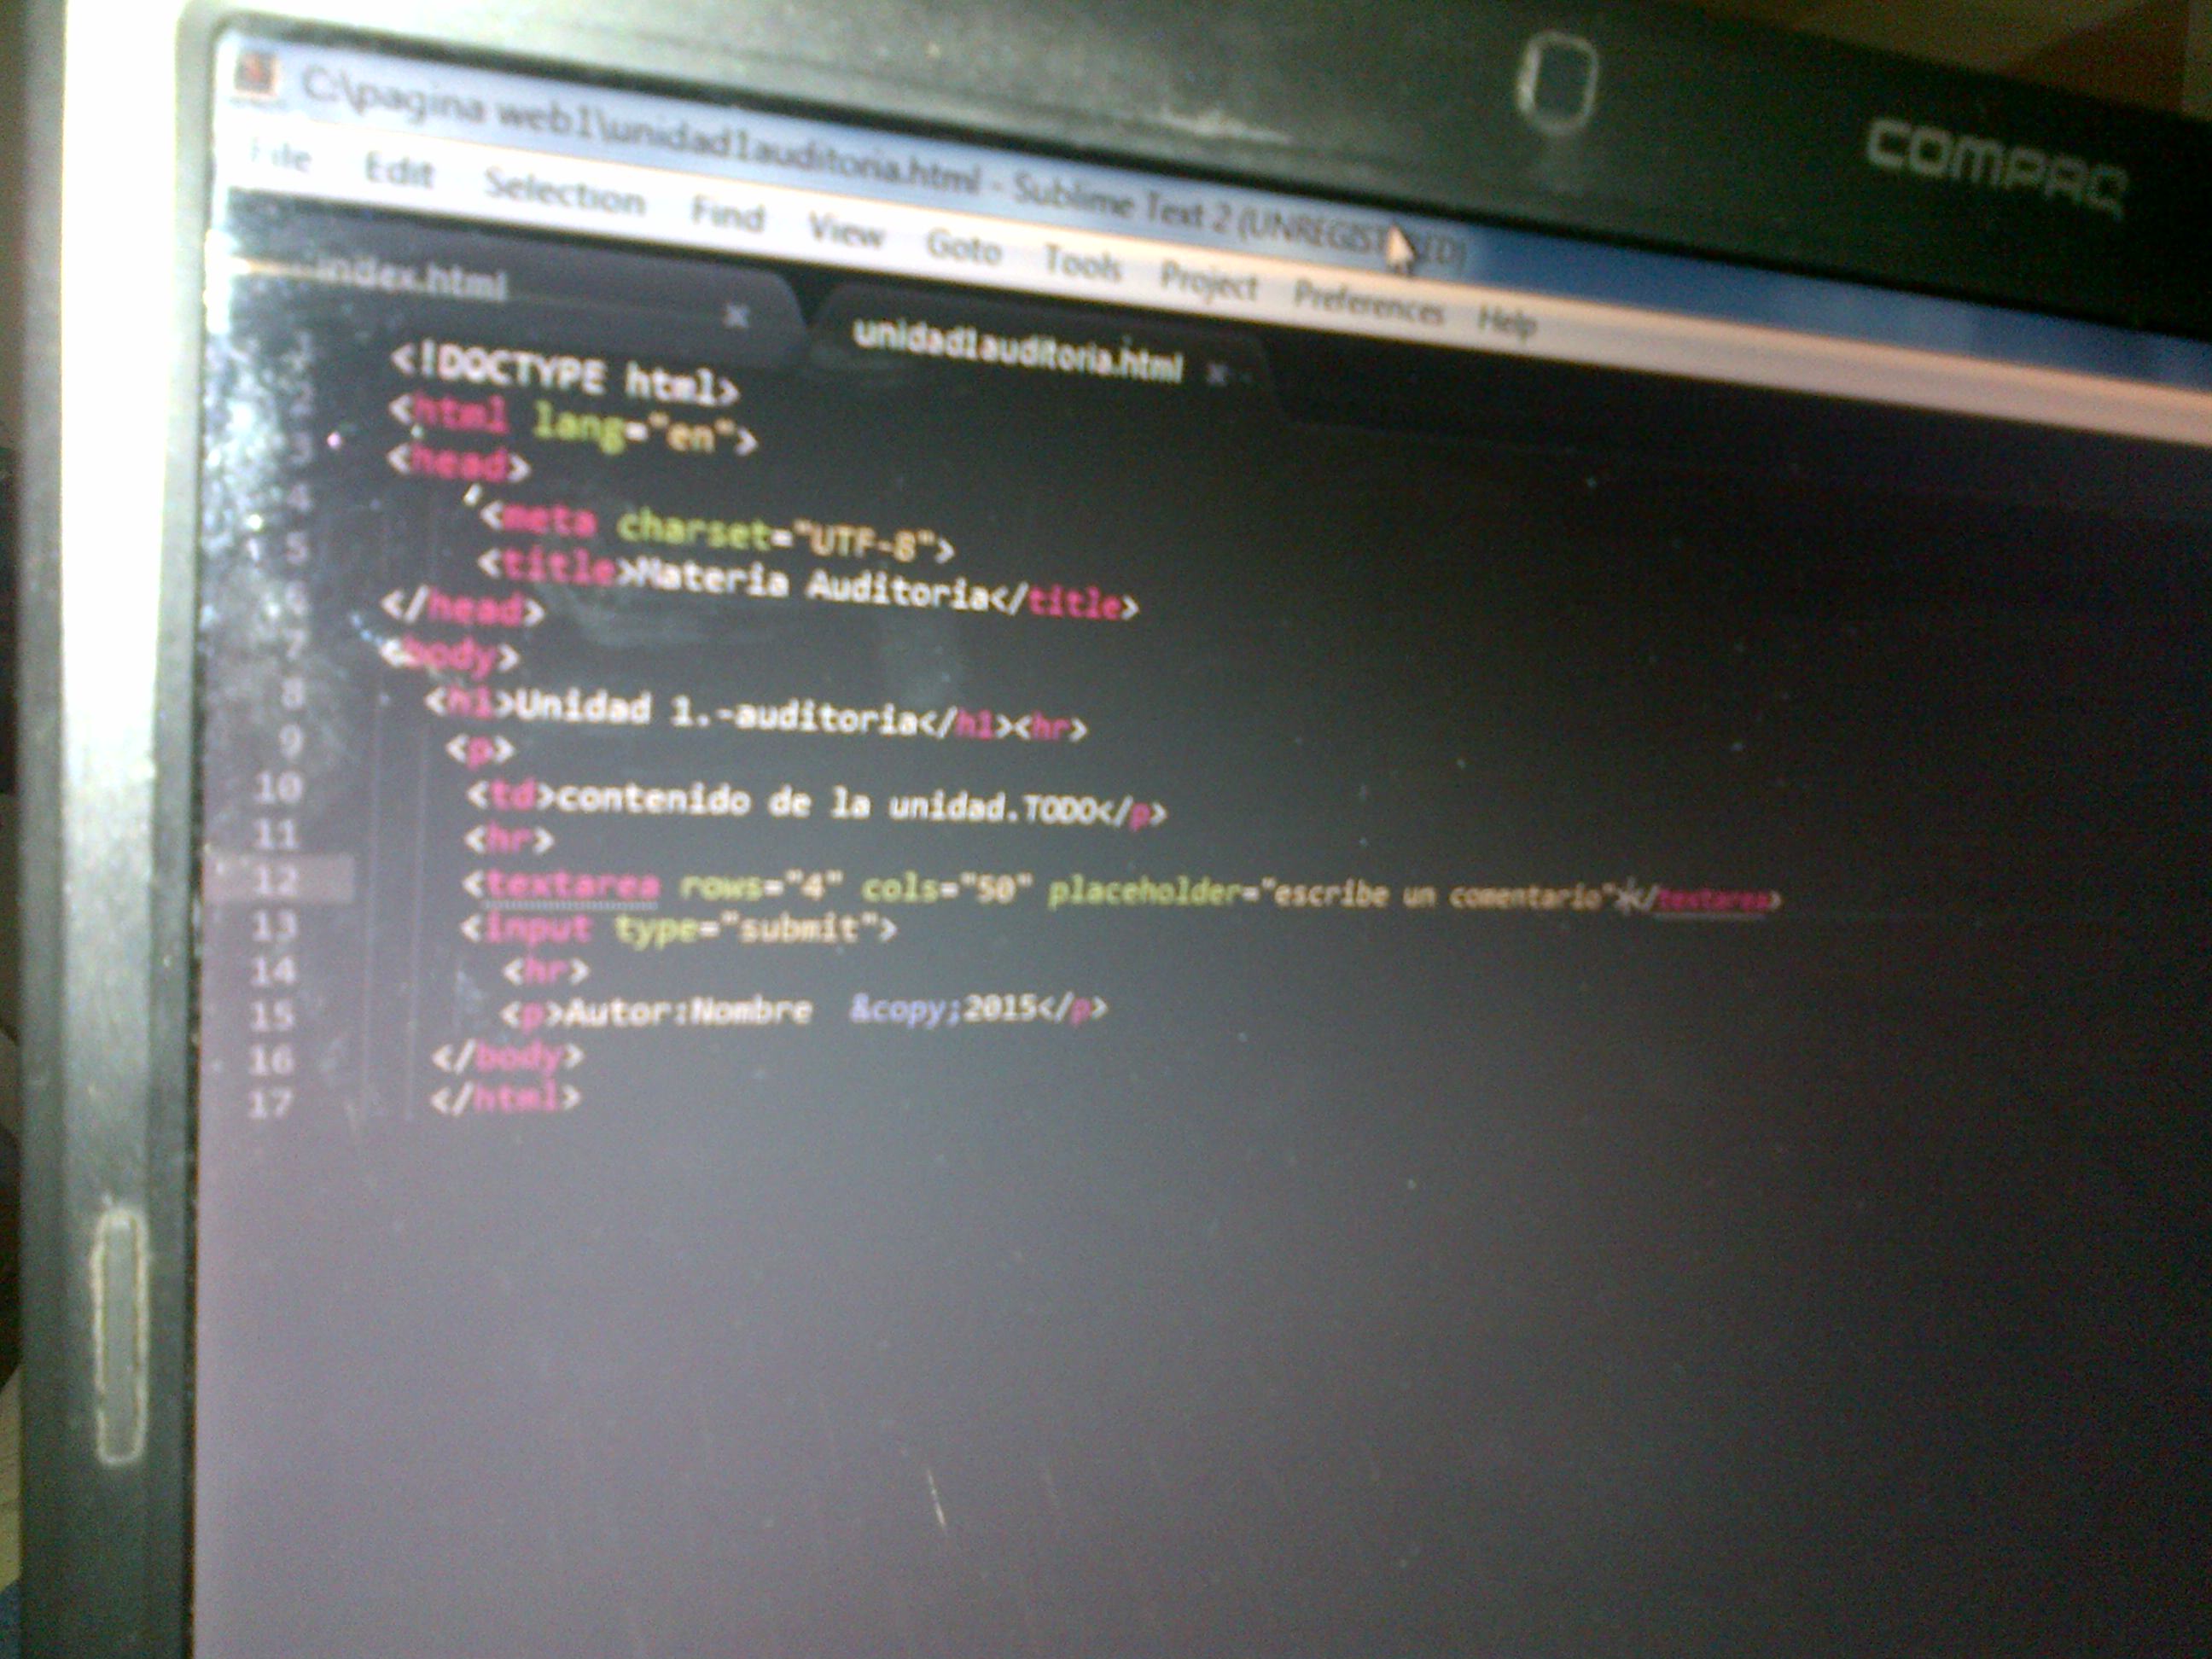 COMPAQ
C:\pagina web1\unidad1auditoria.html - Sublime Text 2 (UNREGISTERED)
File Edit Selection Find View Goto Tools Project Preferences Help
index.html × unidad1auditoria.html ×
1 <!DOCTYPE html>
2 <html lang="en">
3 <head>
4 <meta charset="UTF-8">
5 <title>Materia Auditoria</title>
6 </head>
7 <body>
8 <h1>Unidad 1.-auditoria</h1><hr>
9 <p>
10 <td>contenido de la unidad.TODO</p>
11 <hr>
12 <textarea rows="4" cols="50" placeholder="escribe un comentario"></textarea>
13 <input type="submit">
14 <hr>
15 <p>Autor:Nombre &copy;2015</p>
16 </body>
17 </html>